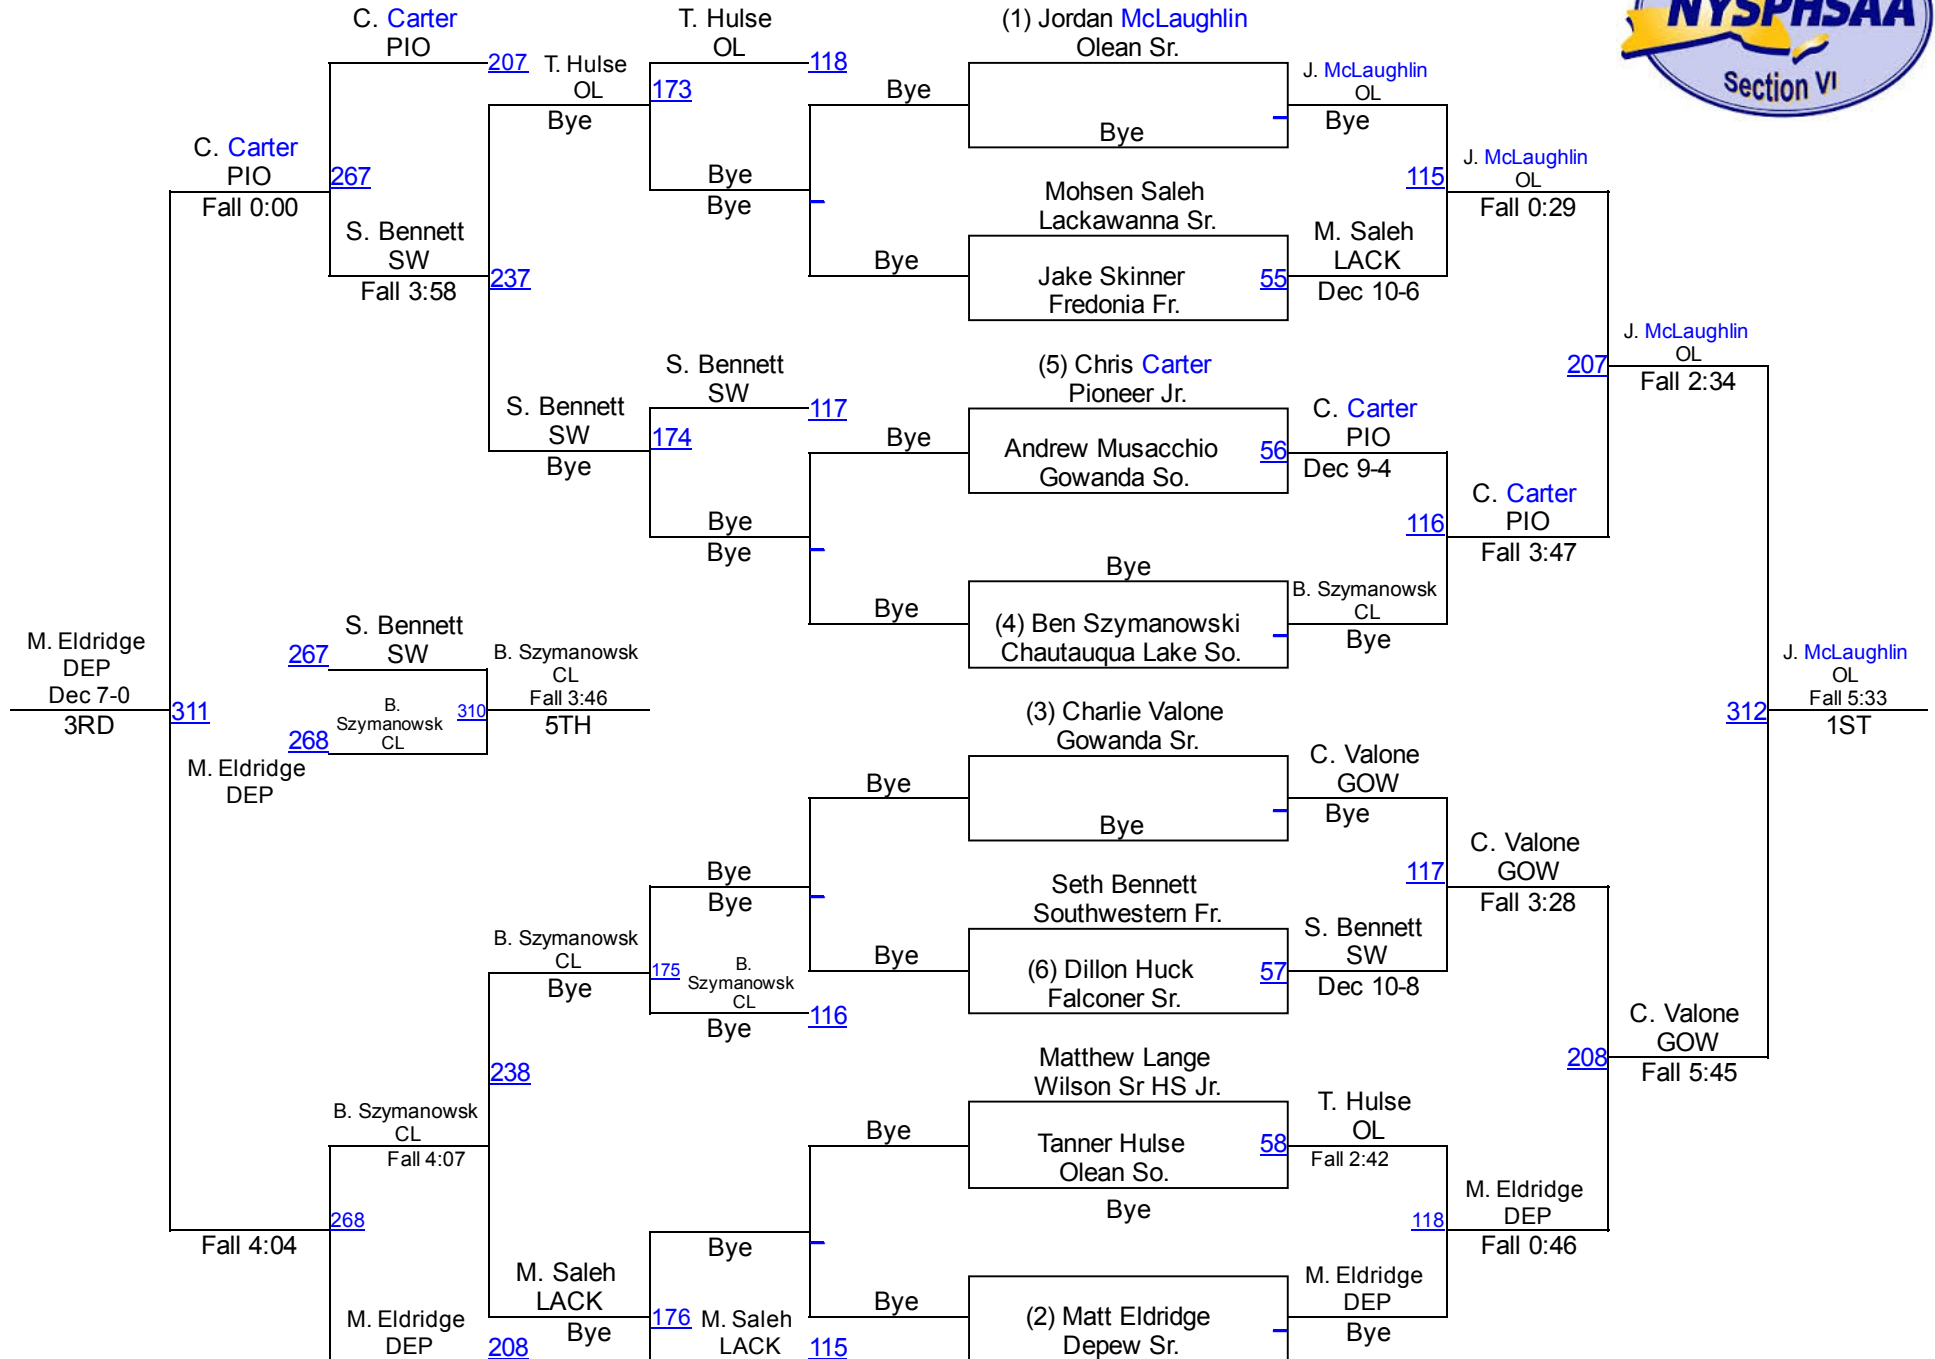 NYSPHSAA
Section VI
C. Carter
PIO
207
T. Hulse
OL
Bye
T. Hulse
OL
118
173
(1) Jordan McLaughlin
Olean Sr.
Bye
Bye
J. McLaughlin
OL
Bye
C. Carter
PIO
Fall 0:00
267
Bye
Bye
Mohsen Saleh
Lackawanna Sr.
115
J. McLaughlin
OL
Fall 0:29
S. Bennett
SW
Fall 3:58
237
Bye
Jake Skinner
Fredonia Fr.
55
M. Saleh
LACK
Dec 10-6
J. McLaughlin
OL
Fall 2:34
207
S. Bennett
SW
Bye
S. Bennett
SW
117
174
(5) Chris Carter
Pioneer Jr.
Bye
Andrew Musacchio
Gowanda So.
56
C. Carter
PIO
Dec 9-4
Bye
Bye
116
C. Carter
PIO
Fall 3:47
Bye
Bye
(4) Ben Szymanowski
Chautauqua Lake So.
B. Szymanowsk
CL
Bye
M. Eldridge
DEP
Dec 7-0
3RD
311
267
S. Bennett
SW
268
B.
Szymanowsk
CL
310
B. Szymanowsk
CL
Fall 3:46
5TH
M. Eldridge
DEP
J. McLaughlin
OL
Fall 5:33
1ST
312
(3) Charlie Valone
Gowanda Sr.
Bye
Bye
C. Valone
GOW
Bye
Bye
Bye
Seth Bennett
Southwestern Fr.
117
C. Valone
GOW
Fall 3:28
B. Szymanowsk
CL
Bye
175
B.
Szymanowsk
CL
Bye
116
Bye
(6) Dillon Huck
Falconer Sr.
57
S. Bennett
SW
Dec 10-8
238
Matthew Lange
Wilson Sr HS Jr.
208
C. Valone
GOW
Fall 5:45
B. Szymanowsk
CL
Fall 4:07
Bye
Tanner Hulse
Olean So.
58
T. Hulse
OL
Fall 2:42
Fall 4:04
268
Bye
Bye
118
M. Eldridge
DEP
Fall 0:46
M. Saleh
LACK
Bye
176
M. Saleh
LACK
115
Bye
(2) Matt Eldridge
Depew Sr.
M. Eldridge
DEP
Bye
M. Eldridge
DEP
208